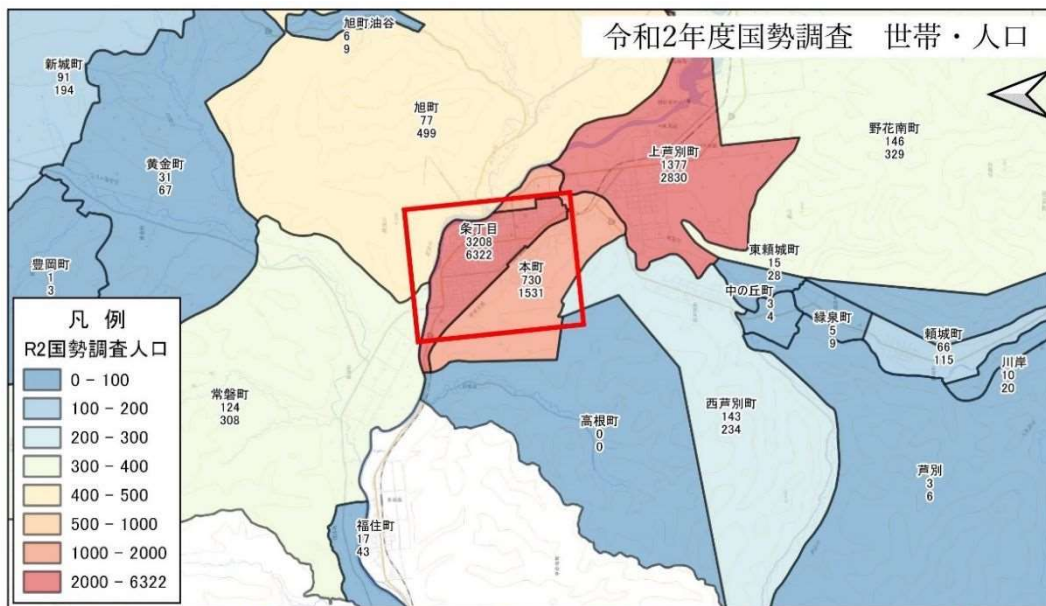 令和2年度国勢調査　世帯・人口
旭町油谷
6
9
新城町
91
194
旭町
77
499
野花南町
146
329
上芦別町
1377
2830
黄金町
31
67
条丁目
3208
6322
東頼城町
15
28
本町
730
1531
豊岡町
1
3
中の丘町
3
4
緑泉町
5
9
頼城町
66
115
川岸
10
20
常磐町
124
308
高根町
0
0
西芦別町
143
234
芦別
3
6
福住町
17
43
凡 例
R2国勢調査人口
0 - 100
100 - 200
200 - 300
300 - 400
400 - 500
500 - 1000
1000 - 2000
2000 - 6322